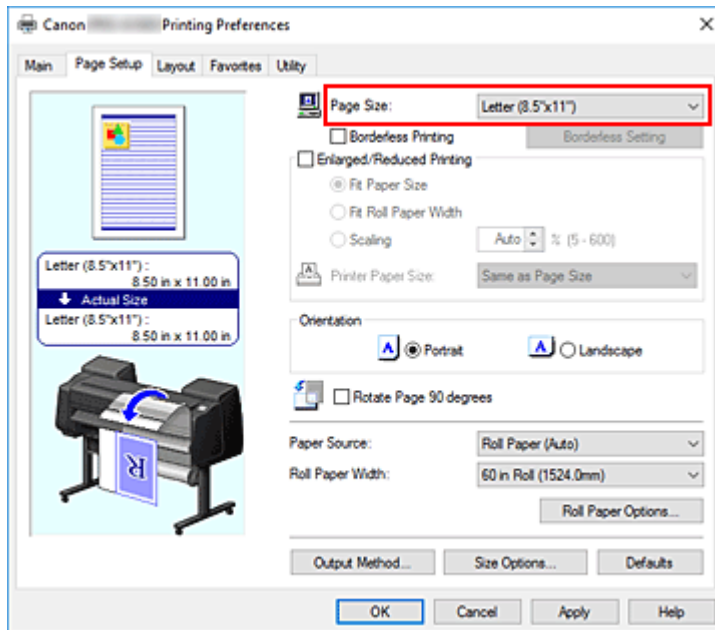 Canon Printing Preferences
Main Page Setup Layout Favorites Utility
Page Size: Letter (8.5"x11")
Borderless Printing Borderless Setting
Enlarged/Reduced Printing
Fit Paper Size
Fit Roll Paper Width
Scaling Auto % (5 - 600)
Printer Paper Size: Same as Page Size
Letter (8.5"x11") :
8.50 in x 11.00 in
Actual Size
Letter (8.5"x11") :
8.50 in x 11.00 in
Orientation
A Portrait A Landscape
Rotate Page 90 degrees
R
Paper Source: Roll Paper (Auto)
Roll Paper Width: 60 in Roll (1524.0mm)
Roll Paper Options...
Output Method... Size Options... Defaults
OK Cancel Apply Help